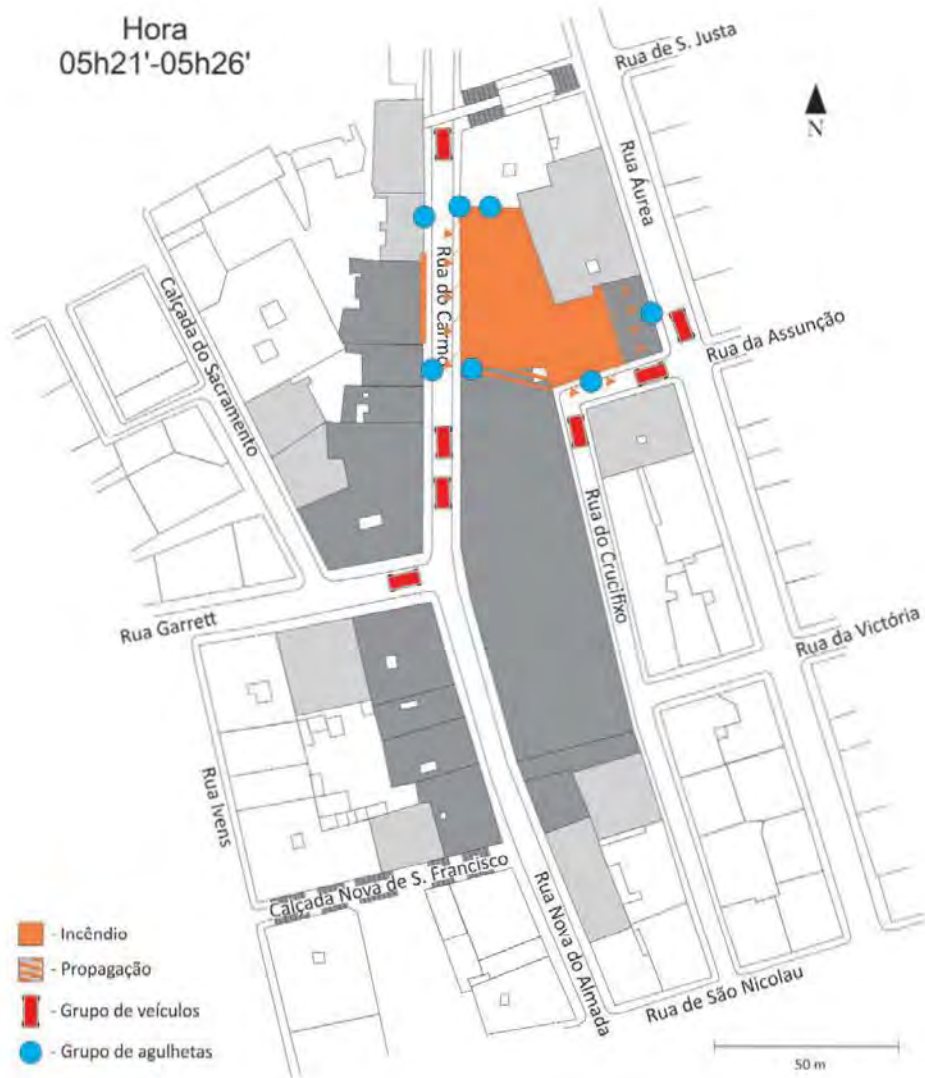 Hora
05h21'-05h26'
Rua de S. Justa
N
Rua Áurea
Rua do Carmo
Calçada do Sacramento
Rua da Assunção
Rua do Crucifixo
Rua Garrett
Rua da Victória
Rua Ivens
Calçada Nova de S. Francisco
Rua Nova do Almada
Rua de São Nicolau
- Incêndio
- Propagação
- Grupo de veículos
- Grupo de agulhetas
50 m